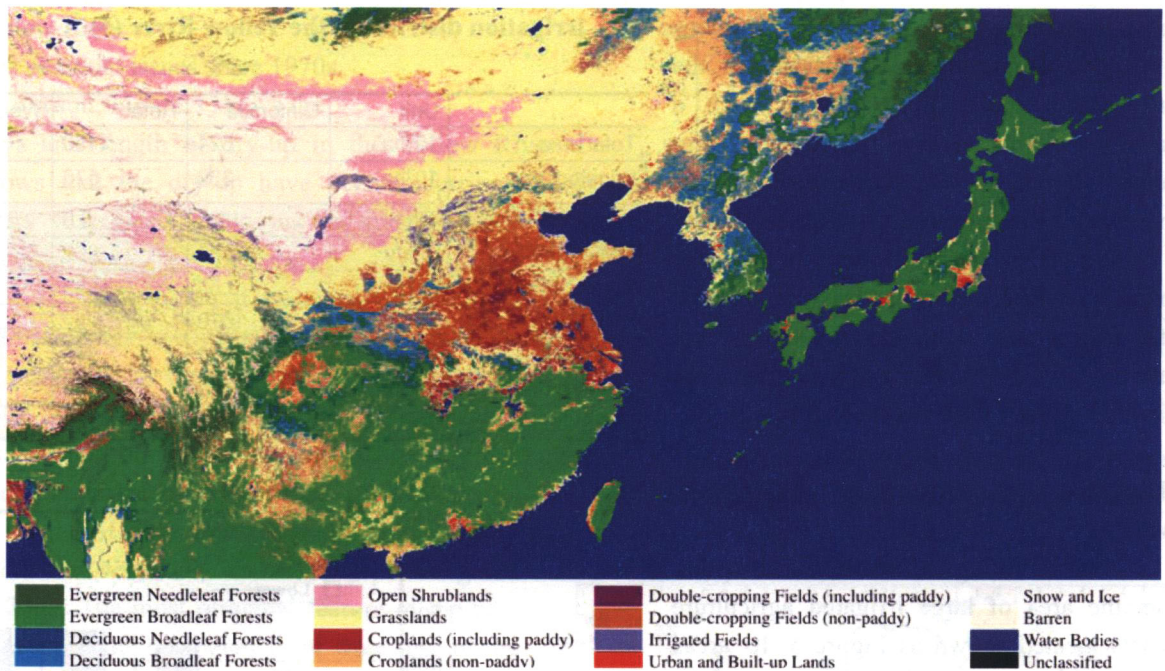 Evergreen Needleleaf Forests
Evergreen Broadleaf Forests
Deciduous Needleleaf Forests
Deciduous Broadleaf Forests
Open Shrublands
Grasslands
Croplands (including paddy)
Croplands (non-paddy)
Double-cropping Fields (including paddy)
Double-cropping Fields (non-paddy)
Irrigated Fields
Urban and Built-up Lands
Snow and Ice
Barren
Water Bodies
Unclassified